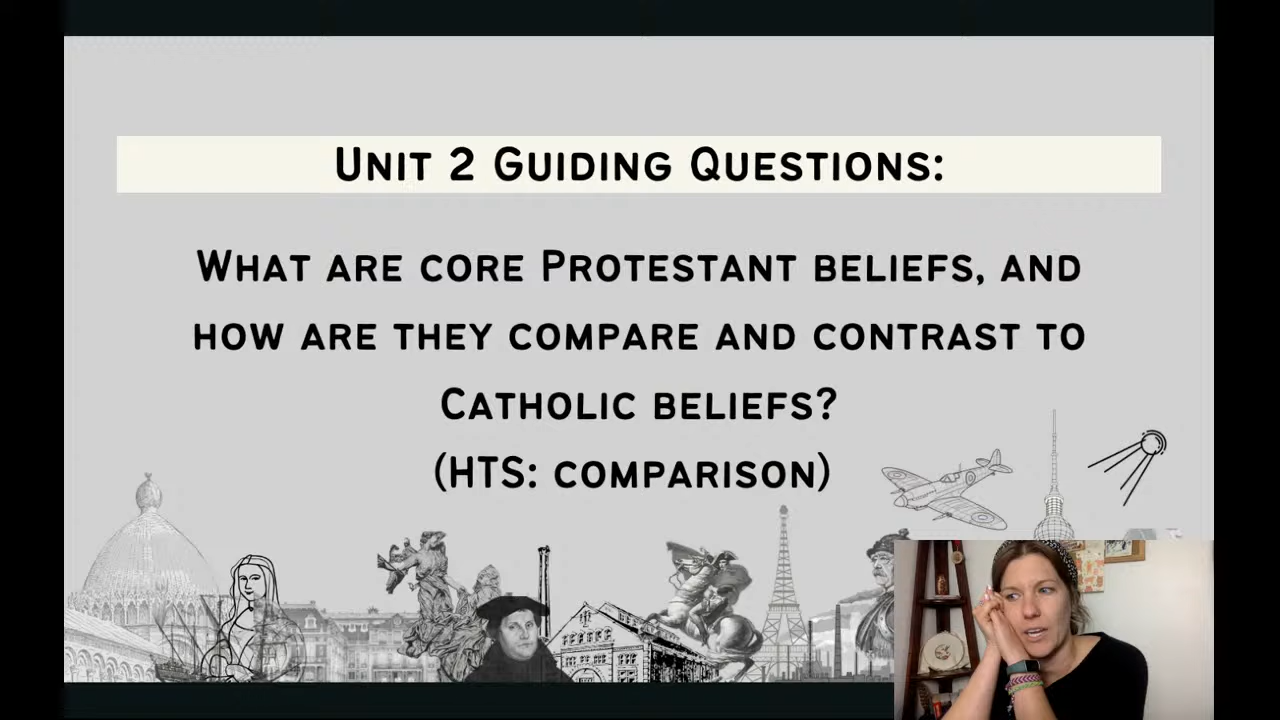 Unit 2 Guiding Questions:
What are core Protestant beliefs, and
how are they compare and contrast to
Catholic beliefs?
(HTS: comparison)